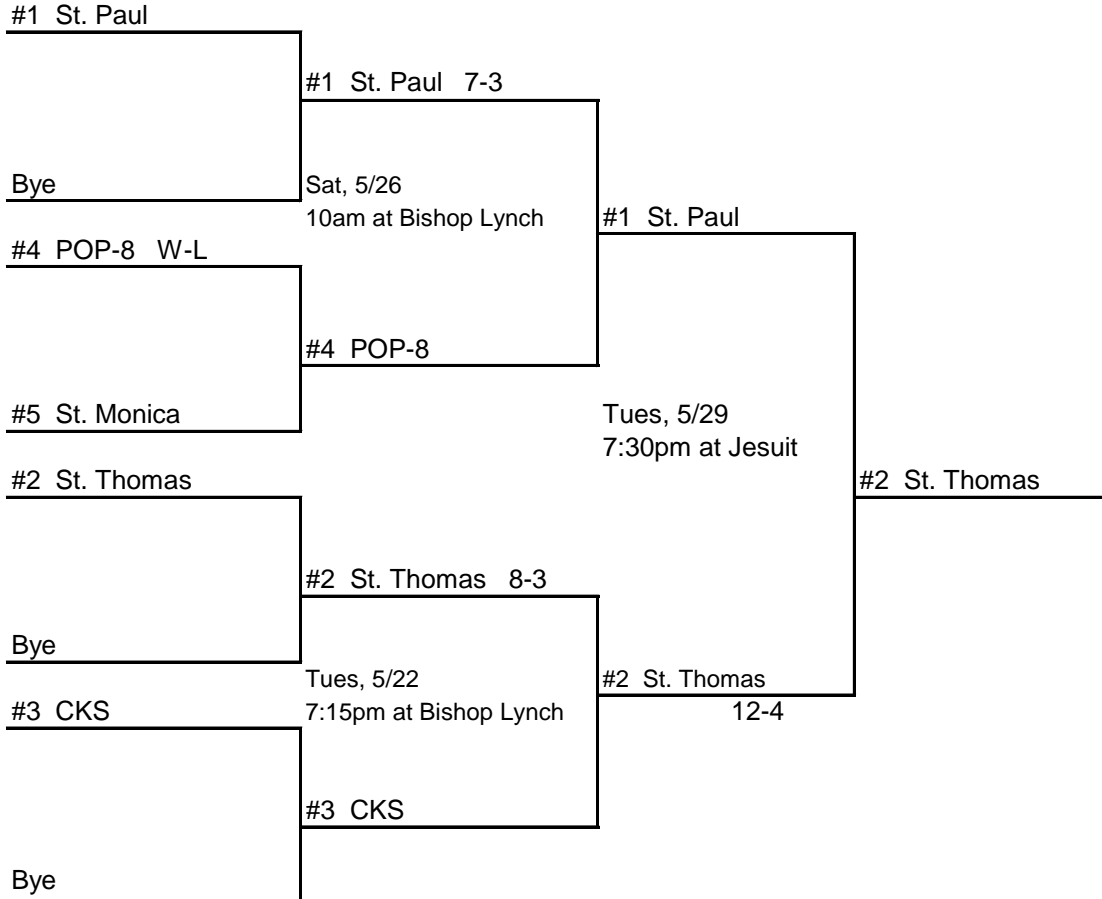 #1 St. Paul
#1 St. Paul 7-3
Bye
Sat, 5/26
10am at Bishop Lynch
#1 St. Paul
#4 POP-8 W-L
#4 POP-8
#5 St. Monica
Tues, 5/29
7:30pm at Jesuit
#2 St. Thomas
#2 St. Thomas
#2 St. Thomas 8-3
Bye
Tues, 5/22
7:15pm at Bishop Lynch
#2 St. Thomas
12-4
#3 CKS
#3 CKS
Bye